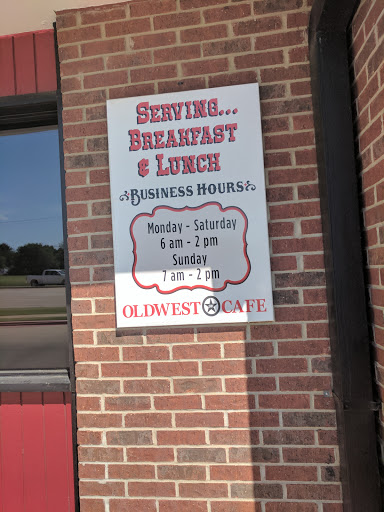 SERVING...
BREAKFAST
& LUNCH
BUSINESS HOURS
Monday - Saturday
6 am - 2 pm
Sunday
7 am - 2 pm
OLDWEST CAFE